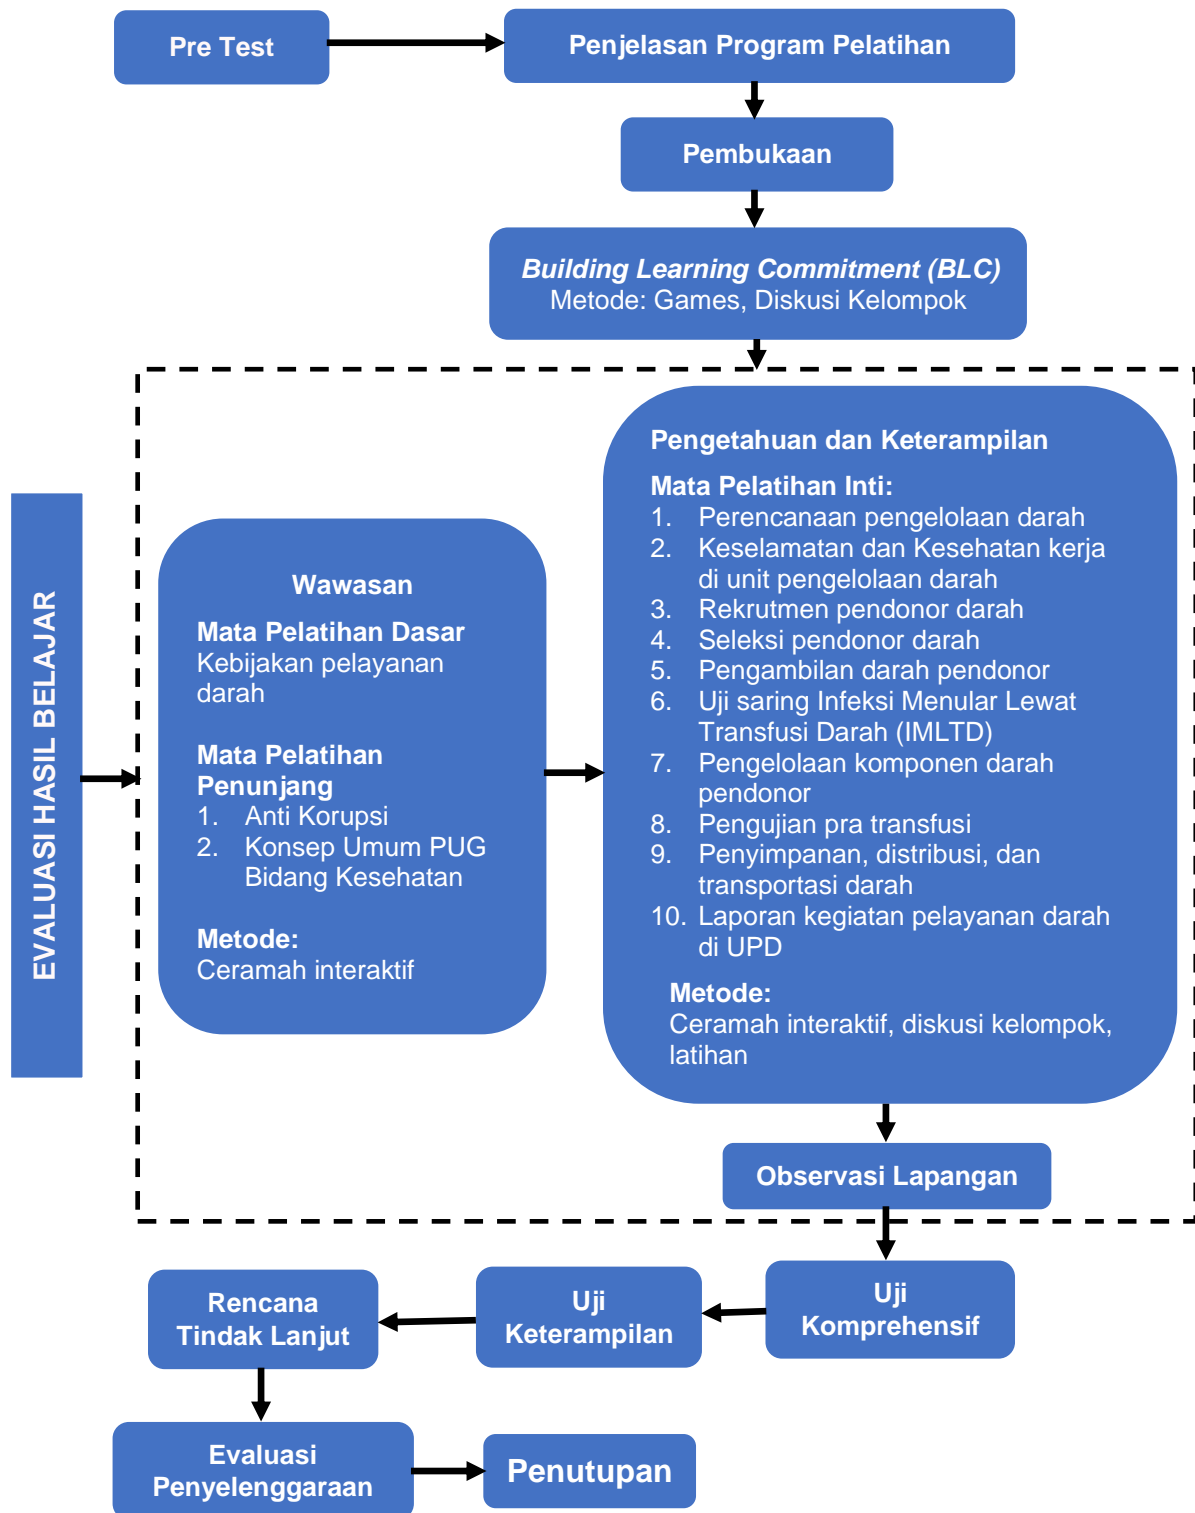 Pre Test
Penjelasan Program Pelatihan
Pembukaan
Building Learning Commitment (BLC)
Metode: Games, Diskusi Kelompok
EVALUASI HASIL BELAJAR
Wawasan
Mata Pelatihan Dasar
Kebijakan pelayanan
darah
Mata Pelatihan
Penunjang
1. Anti Korupsi
2. Konsep Umum PUG
Bidang Kesehatan
Metode:
Ceramah interaktif
Pengetahuan dan Keterampilan
Mata Pelatihan Inti:
1. Perencanaan pengelolaan darah
2. Keselamatan dan Kesehatan kerja
di unit pengelolaan darah
3. Rekrutmen pendonor darah
4. Seleksi pendonor darah
5. Pengambilan darah pendonor
6. Uji saring Infeksi Menular Lewat
Transfusi Darah (IMLTD)
7. Pengelolaan komponen darah
pendonor
8. Pengujian pra transfusi
9. Penyimpanan, distribusi, dan
transportasi darah
10. Laporan kegiatan pelayanan darah
di UPD
Metode:
Ceramah interaktif, diskusi kelompok,
latihan
Observasi Lapangan
Uji
Komprehensif
Uji
Keterampilan
Rencana
Tindak Lanjut
Evaluasi
Penyelenggaraan
Penutupan